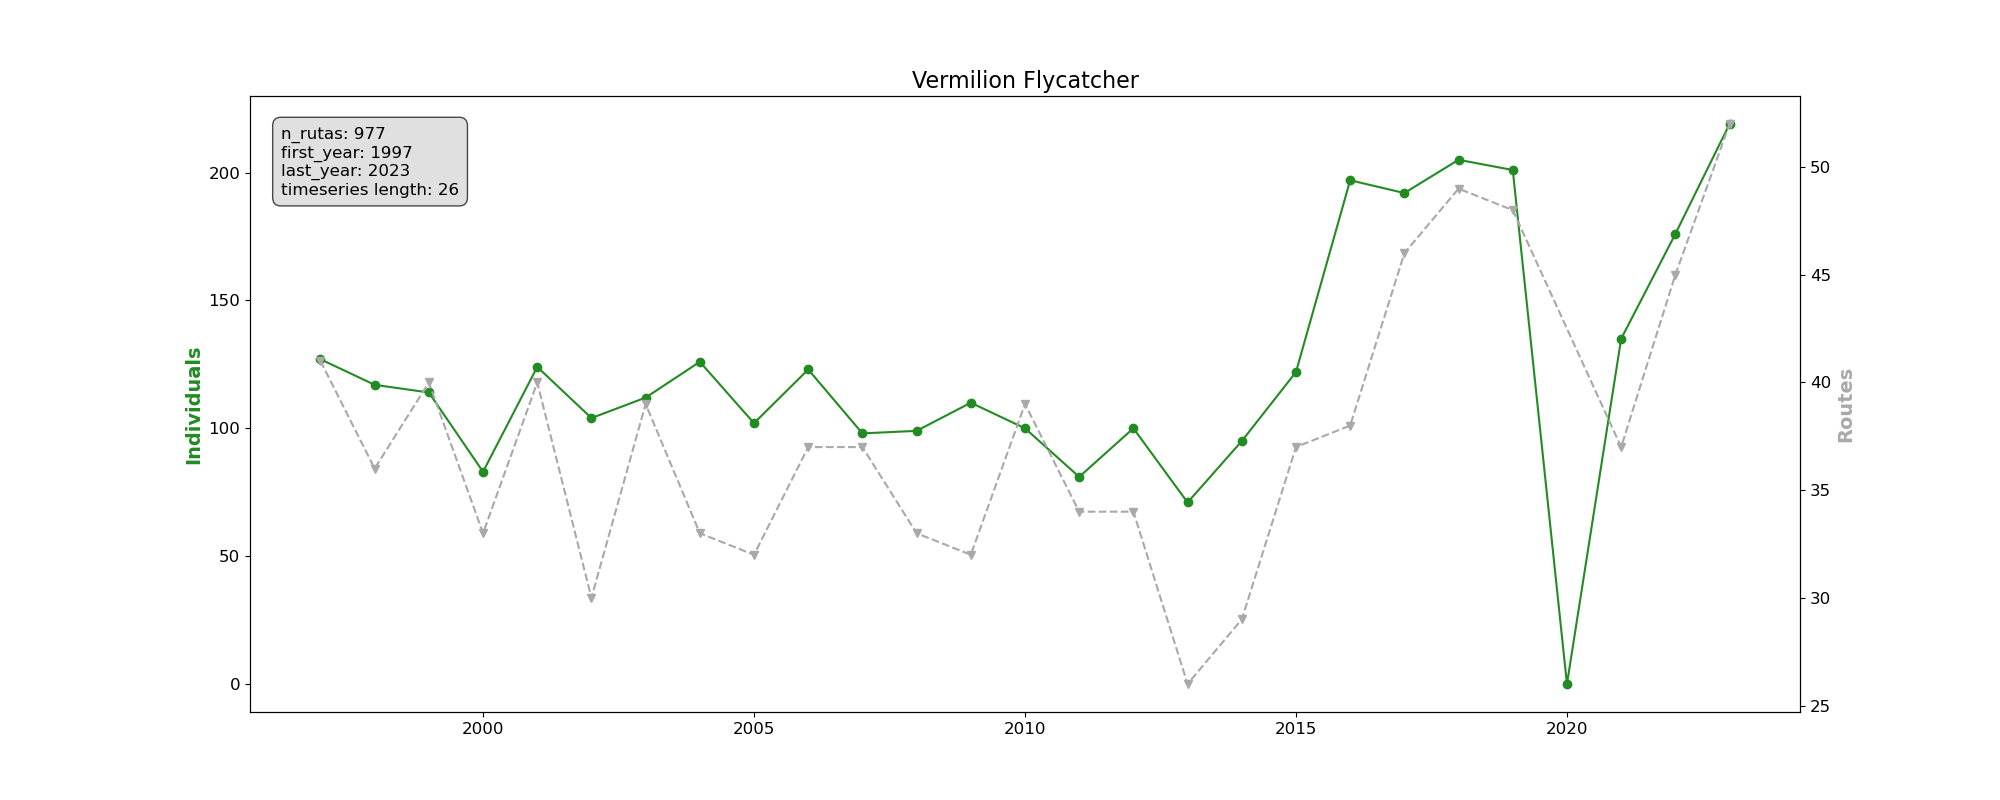 Vermilion Flycatcher
n_rutas: 977
first_year: 1997
last_year: 2023
timeseries length: 26
200
150
100
50
0
Individuals
50
45
40
35
30
25
Routes
2000
2005
2010
2015
2020